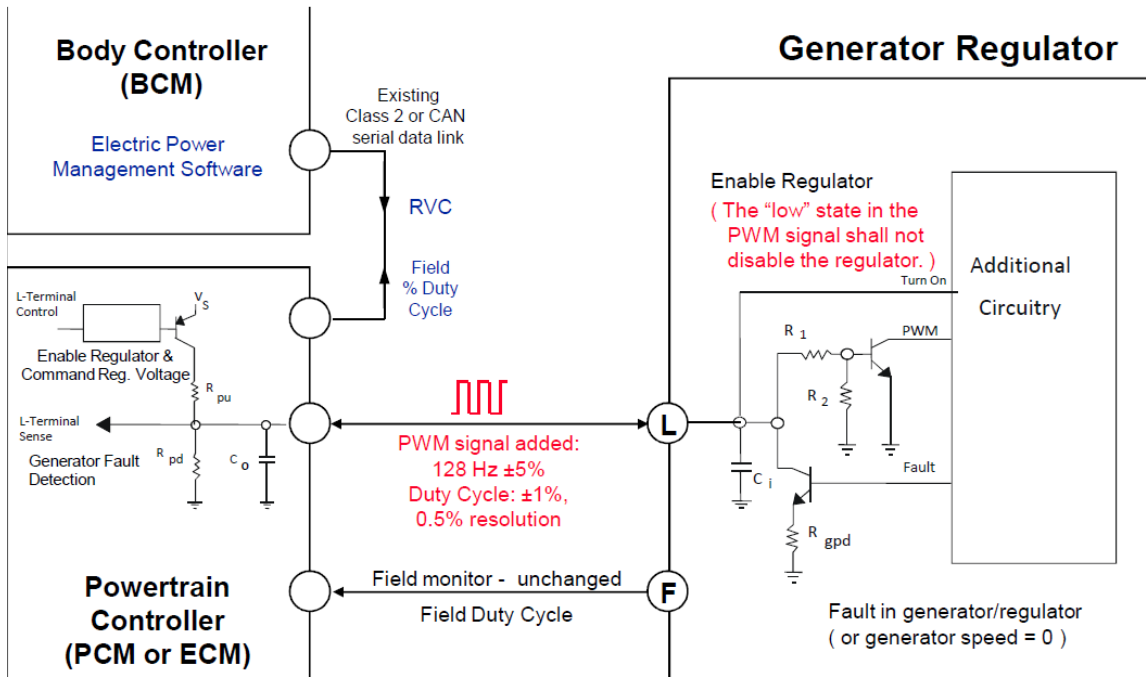 Body Controller
(BCM)
Electric Power
Management Software
Existing
Class 2 or CAN
serial data link
RVC
Field
% Duty
Cycle
L-Terminal
Control
V S
Enable Regulator &
Command Reg. Voltage
R pu
L-Terminal
Sense
Generator Fault
Detection
R pd
C o
PWM signal added:
128 Hz ±5%
Duty Cycle: ±1%,
0.5% resolution
Powertrain
Controller
(PCM or ECM)
Field monitor - unchanged
Field Duty Cycle
Generator Regulator
Enable Regulator
( The “low” state in the
PWM signal shall not
disable the regulator. )
Turn On
Additional
Circuitry
PWM
R 1
R 2
L
C i
Fault
R gpd
F
Fault in generator/regulator
( or generator speed = 0 )